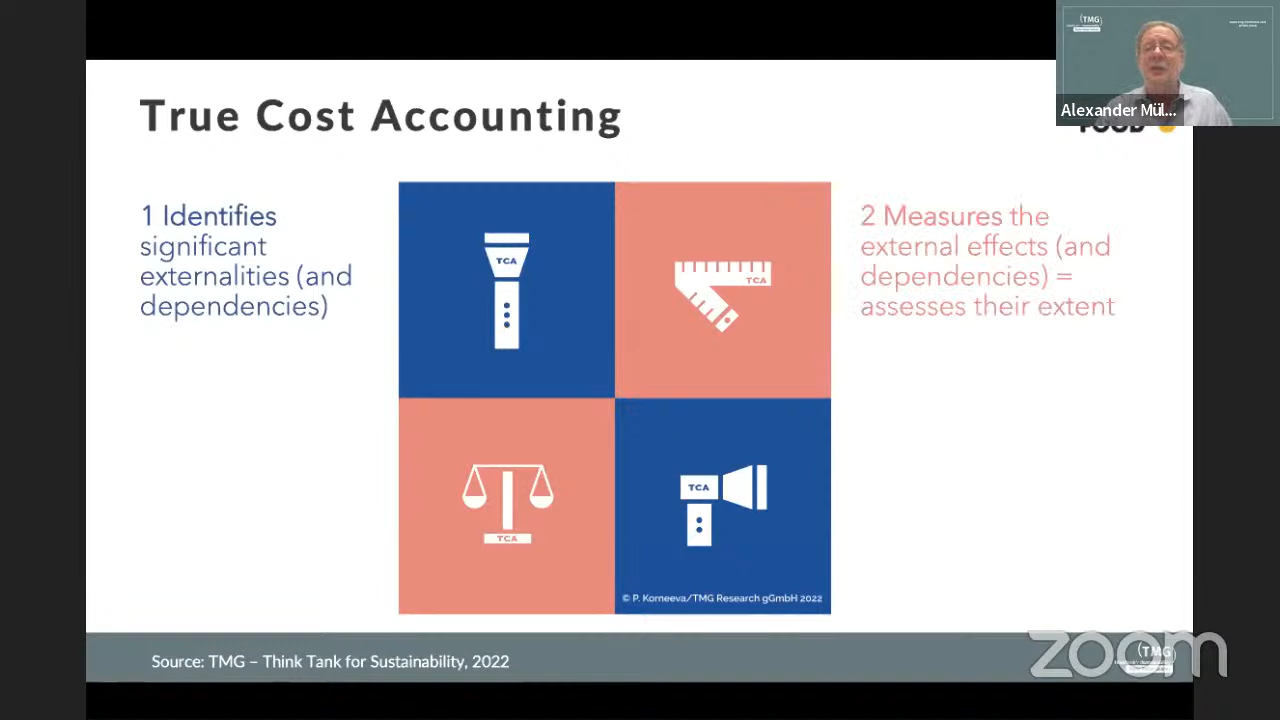 (TMG)
Alexander Mül...
FOOD
True Cost Accounting
1 Identifies
significant
externalities (and
dependencies)
2 Measures the
external effects (and
dependencies) =
assesses their extent
TCA
TCA
TCA
TCA
© P. Korneeva/TMG Research gGmbH 2022
Source: TMG – Think Tank for Sustainability, 2022
(TMG)
zoom